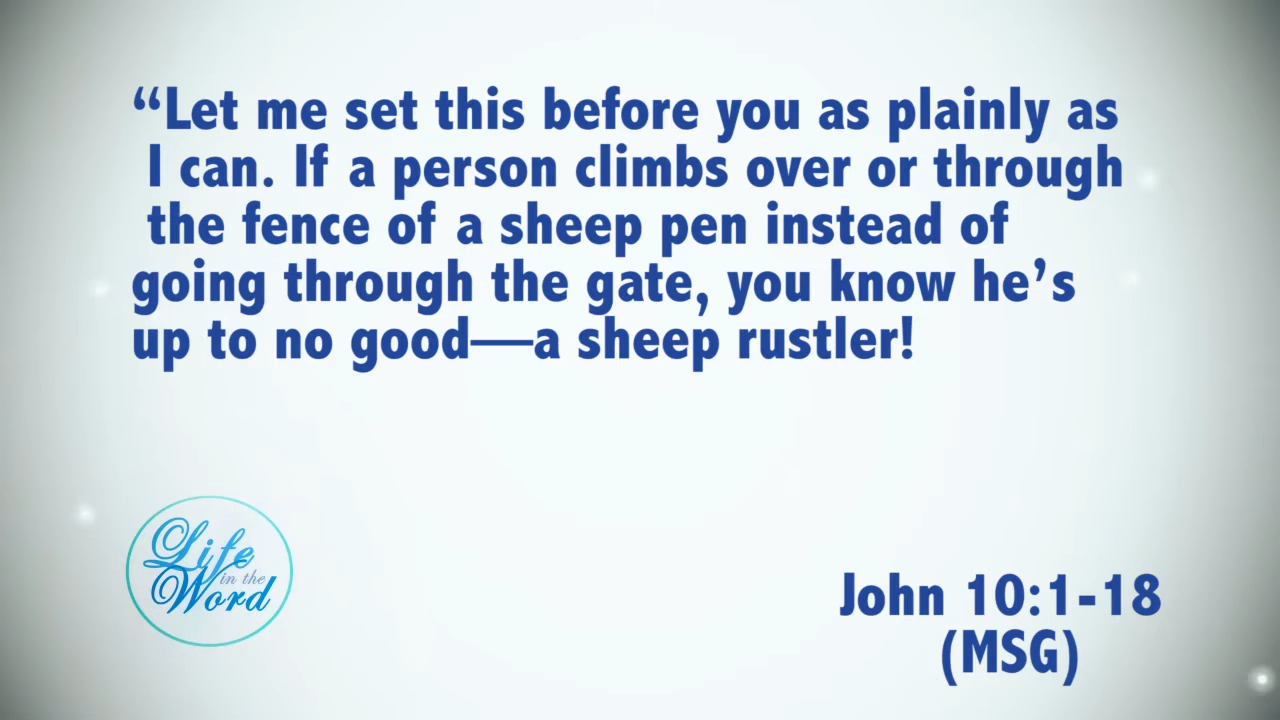 “Let me set this before you as plainly as
I can. If a person climbs over or through
the fence of a sheep pen instead of
going through the gate, you know he’s
up to no good—a sheep rustler!
Life
in the
Word
John 10:1-18
(MSG)